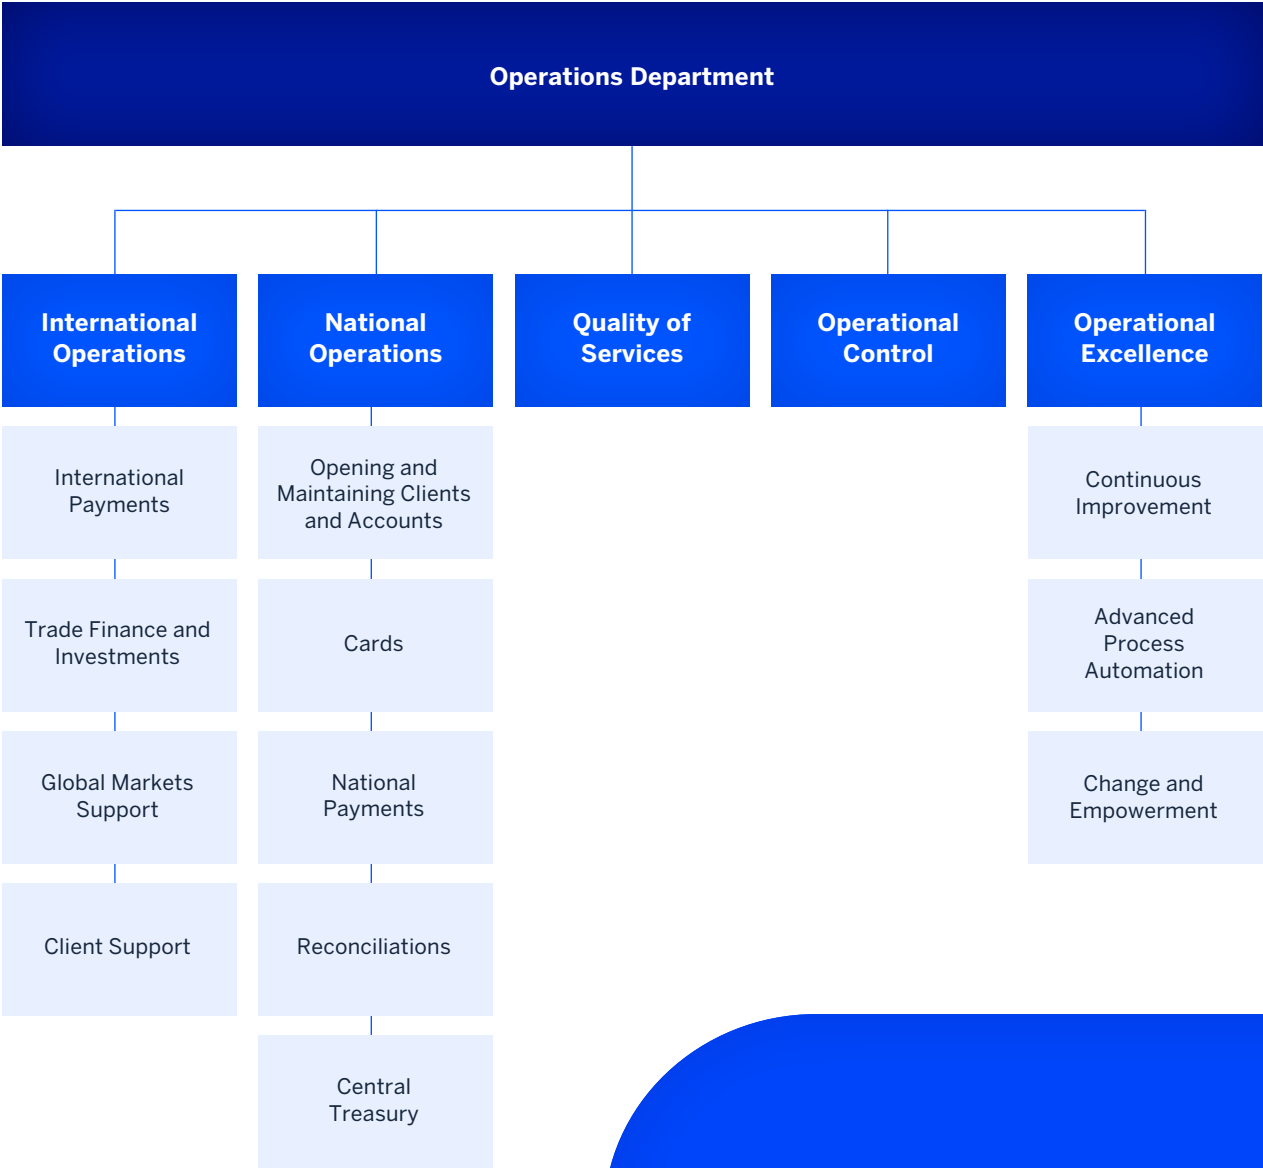 Operations Department
International
Operations
National
Operations
Quality of
Services
Operational
Control
Operational
Excellence
International
Payments
Trade Finance and
Investments
Global Markets
Support
Client Support
Opening and
Maintaining Clients
and Accounts
Cards
National
Payments
Reconciliations
Central
Treasury
Continuous
Improvement
Advanced
Process
Automation
Change and
Empowerment